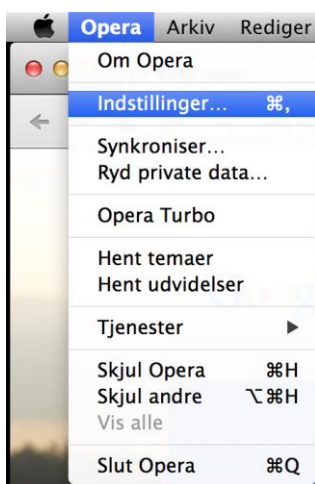 Opera Arkiv Rediger
Om Opera
Indstillinger... ⌘,
Synkroniser...
Ryd private data...
Opera Turbo
Hent temaer
Hent udvidelser
Tjenester ▶
Skjul Opera ⌘H
Skjul andre ⌥⌘H
Vis alle
Slut Opera ⌘Q